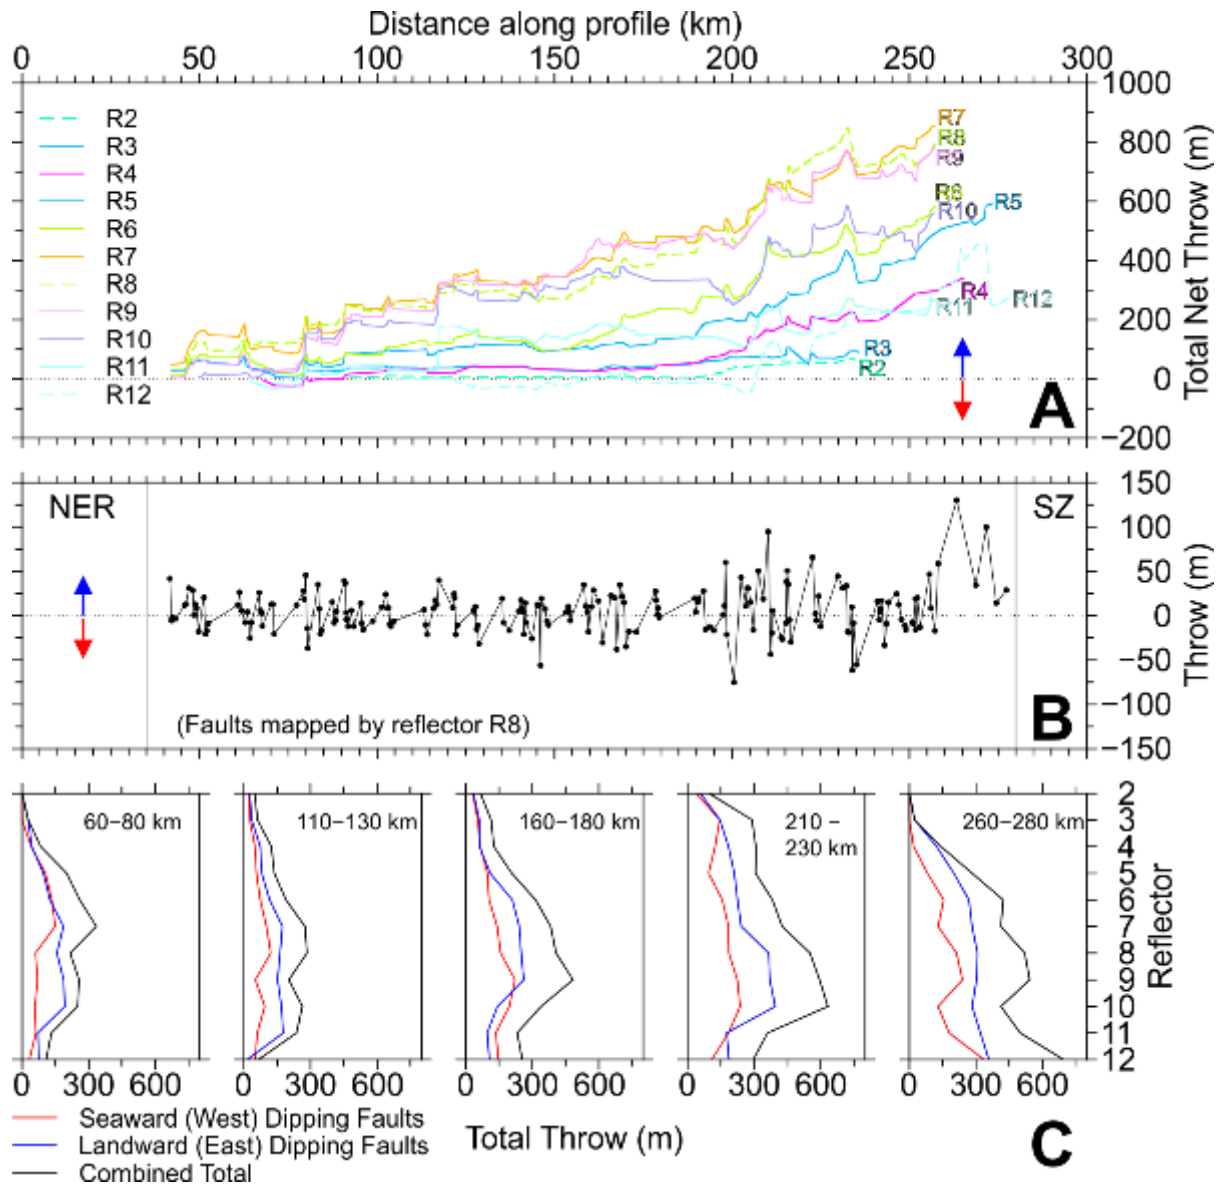 Distance along profile (km)
0 50 100 150 200 250 300
1000
800
600
400
200
0
−200
Total Net Throw (m)
R2
R3
R4
R5
R6
R7
R8
R9
R10
R11
R12
R7
R8
R9
R6
R10
R5
R4
R11
R12
R3
R2
A
NER
SZ
150
100
50
0
−50
−100
−150
Throw (m)
(Faults mapped by reflector R8)
B
60−80 km
110−130 km
160−180 km
210 −
230 km
260−280 km
2
3
4
5
6
7
8
9
10
11
12
Reflector
0 300 600 0 300 600 0 300 600 0 300 600 0 300 600
Seaward (West) Dipping Faults
Landward (East) Dipping Faults
Combined Total
Total Throw (m)
C